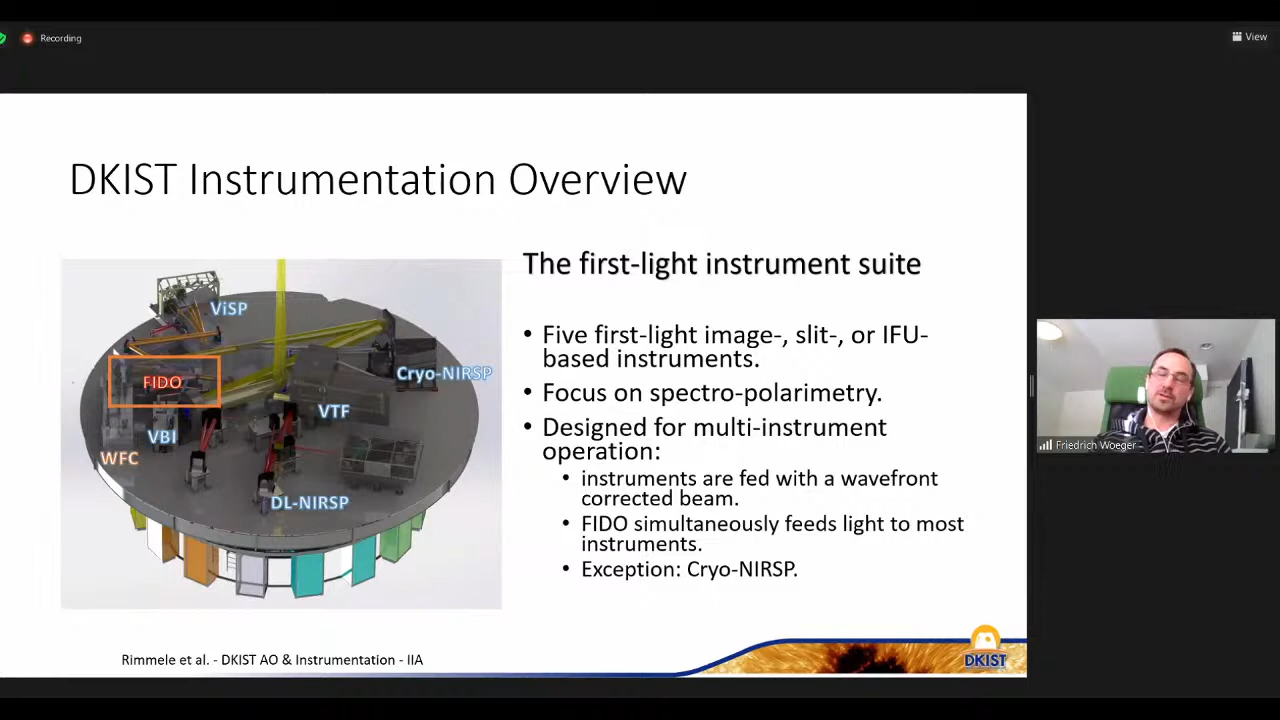 Recording
View
DKIST Instrumentation Overview
The first-light instrument suite
ViSP
FIDO
Cryo-NIRSP
VTF
VBI
WFC
DL-NIRSP
• Five first-light image-, slit-, or IFU-
based instruments.
• Focus on spectro-polarimetry.
• Designed for multi-instrument
operation:
• instruments are fed with a wavefront
corrected beam.
• FIDO simultaneously feeds light to most
instruments.
• Exception: Cryo-NIRSP.
Friedrich Woeger
Rimmele et al. - DKIST AO & Instrumentation - IIA
DKIST